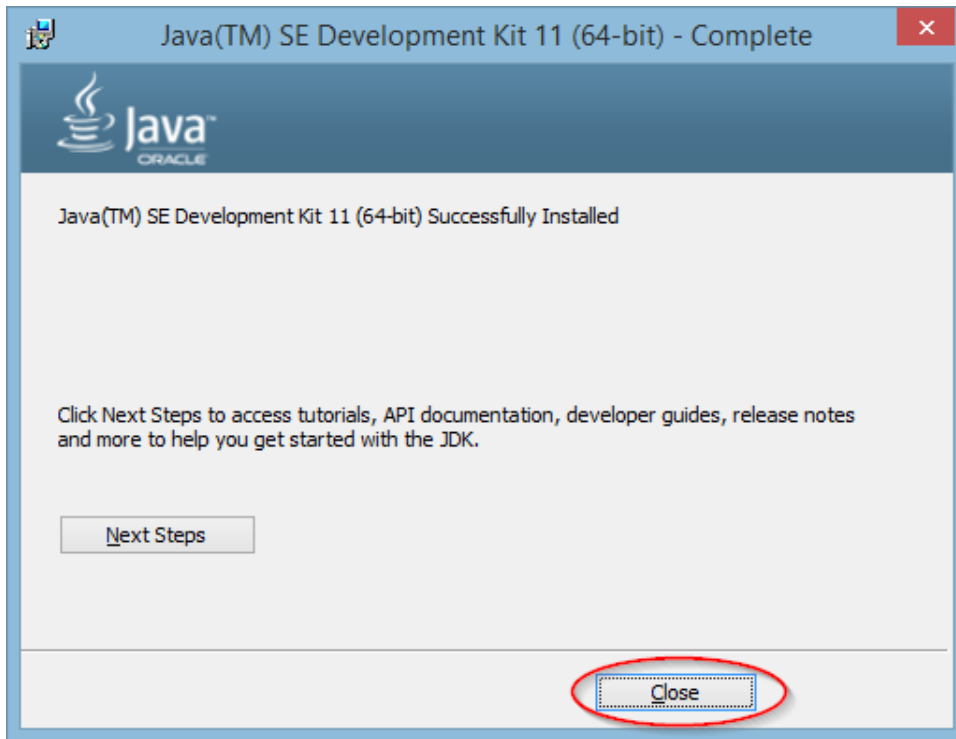 Java(TM) SE Development Kit 11 (64-bit) - Complete
Java™
ORACLE
Java(TM) SE Development Kit 11 (64-bit) Successfully Installed
Click Next Steps to access tutorials, API documentation, developer guides, release notes
and more to help you get started with the JDK.
Next Steps
Close